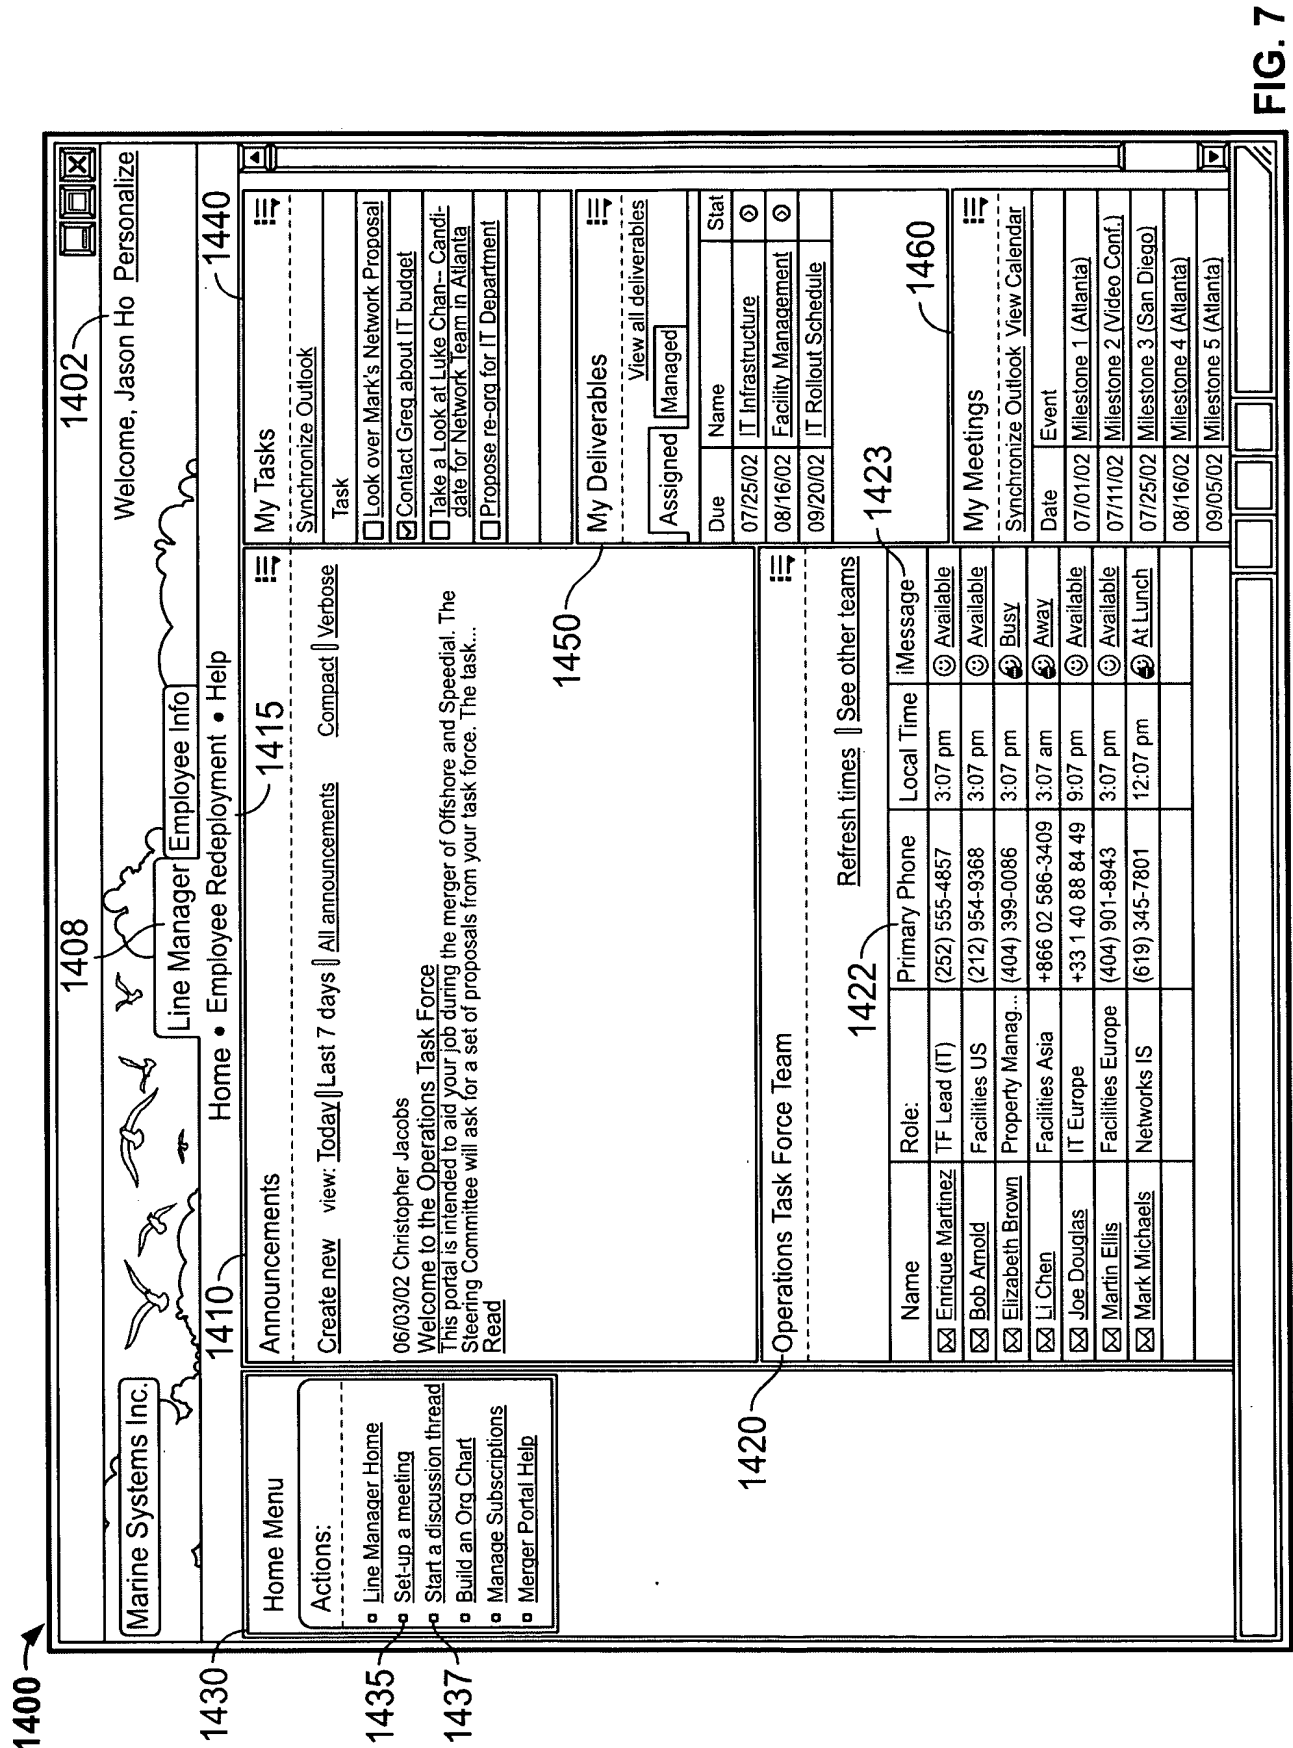 1400
1402
Welcome, Jason Ho Personalize
Marine Systems Inc.
1408
Line Manager Employee Info
Home • Employee Redeployment • Help
1410
1415
1440
1430
Home Menu
Actions:
Line Manager Home
Set-up a meeting
Start a discussion thread
Build an Org Chart
Manage Subscriptions
Merger Portal Help
1435
1437
Announcements
Create new view: Today Last 7 days All announcements Compact Verbose
06/03/02 Christopher Jacobs
Welcome to the Operations Task Force
This portal is intended to aid your job during the merger of Offshore and Speedial. The
Steering Committee will ask for a set of proposals from your task force. The task...
Read
1420
Operations Task Force Team
Refresh times See other teams
1422
1423
Name Role: Primary Phone Local Time iMessage
Enrique Martinez TF Lead (IT) (252) 555-4857 3:07 pm Available
Bob Arnold Facilities US (212) 954-9368 3:07 pm Available
Elizabeth Brown Property Manag... (404) 399-0086 3:07 pm Busy
Li Chen Facilities Asia +866 02 586-3409 3:07 am Away
Joe Douglas IT Europe +33 1 40 88 84 49 9:07 pm Available
Martin Ellis Facilities Europe (404) 901-8943 3:07 pm Available
Mark Michaels Networks IS (619) 345-7801 12:07 pm At Lunch
My Tasks
Synchronize Outlook
Task
Look over Mark's Network Proposal
Contact Greg about IT budget
Take a Look at Luke Chan-- Candi-
date for Network Team in Atlanta
Propose re-org for IT Department
1450
My Deliverables
View all deliverables
Assigned Managed
Due Name Stat
07/25/02 IT Infrastructure
08/16/02 Facility Management
09/20/02 IT Rollout Schedule
1460
My Meetings
Synchronize Outlook View Calendar
Date Event
07/01/02 Milestone 1 (Atlanta)
07/11/02 Milestone 2 (Video Conf.)
07/25/02 Milestone 3 (San Diego)
08/16/02 Milestone 4 (Atlanta)
09/05/02 Milestone 5 (Atlanta)
FIG. 7